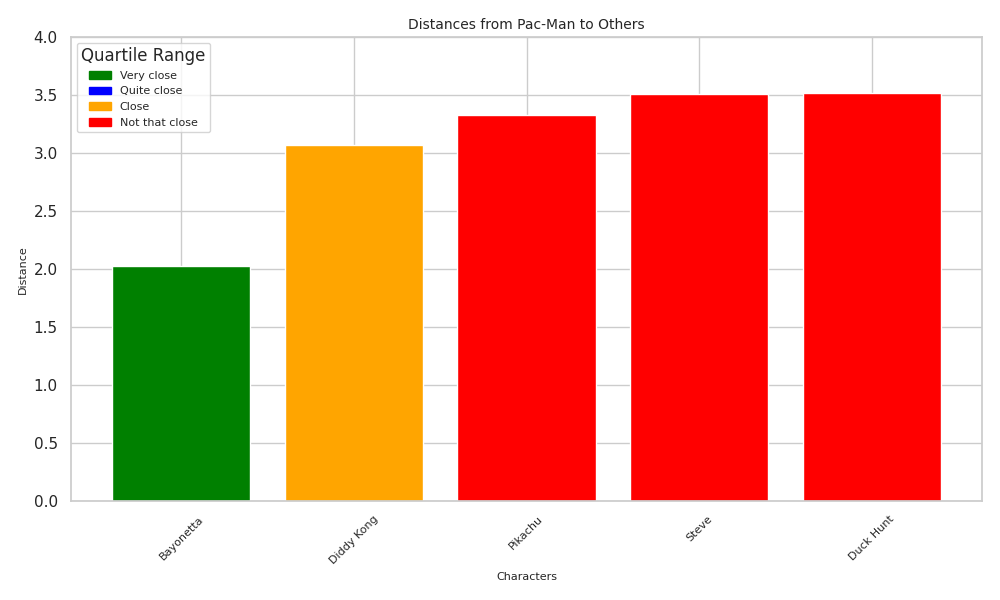 Distances from Pac-Man to Others
Quartile Range
Very close
Quite close
Close
Not that close
4.0
3.5
3.0
2.5
2.0
1.5
1.0
0.5
0.0
Distance
Bayonetta
Diddy Kong
Pikachu
Steve
Duck Hunt
Characters